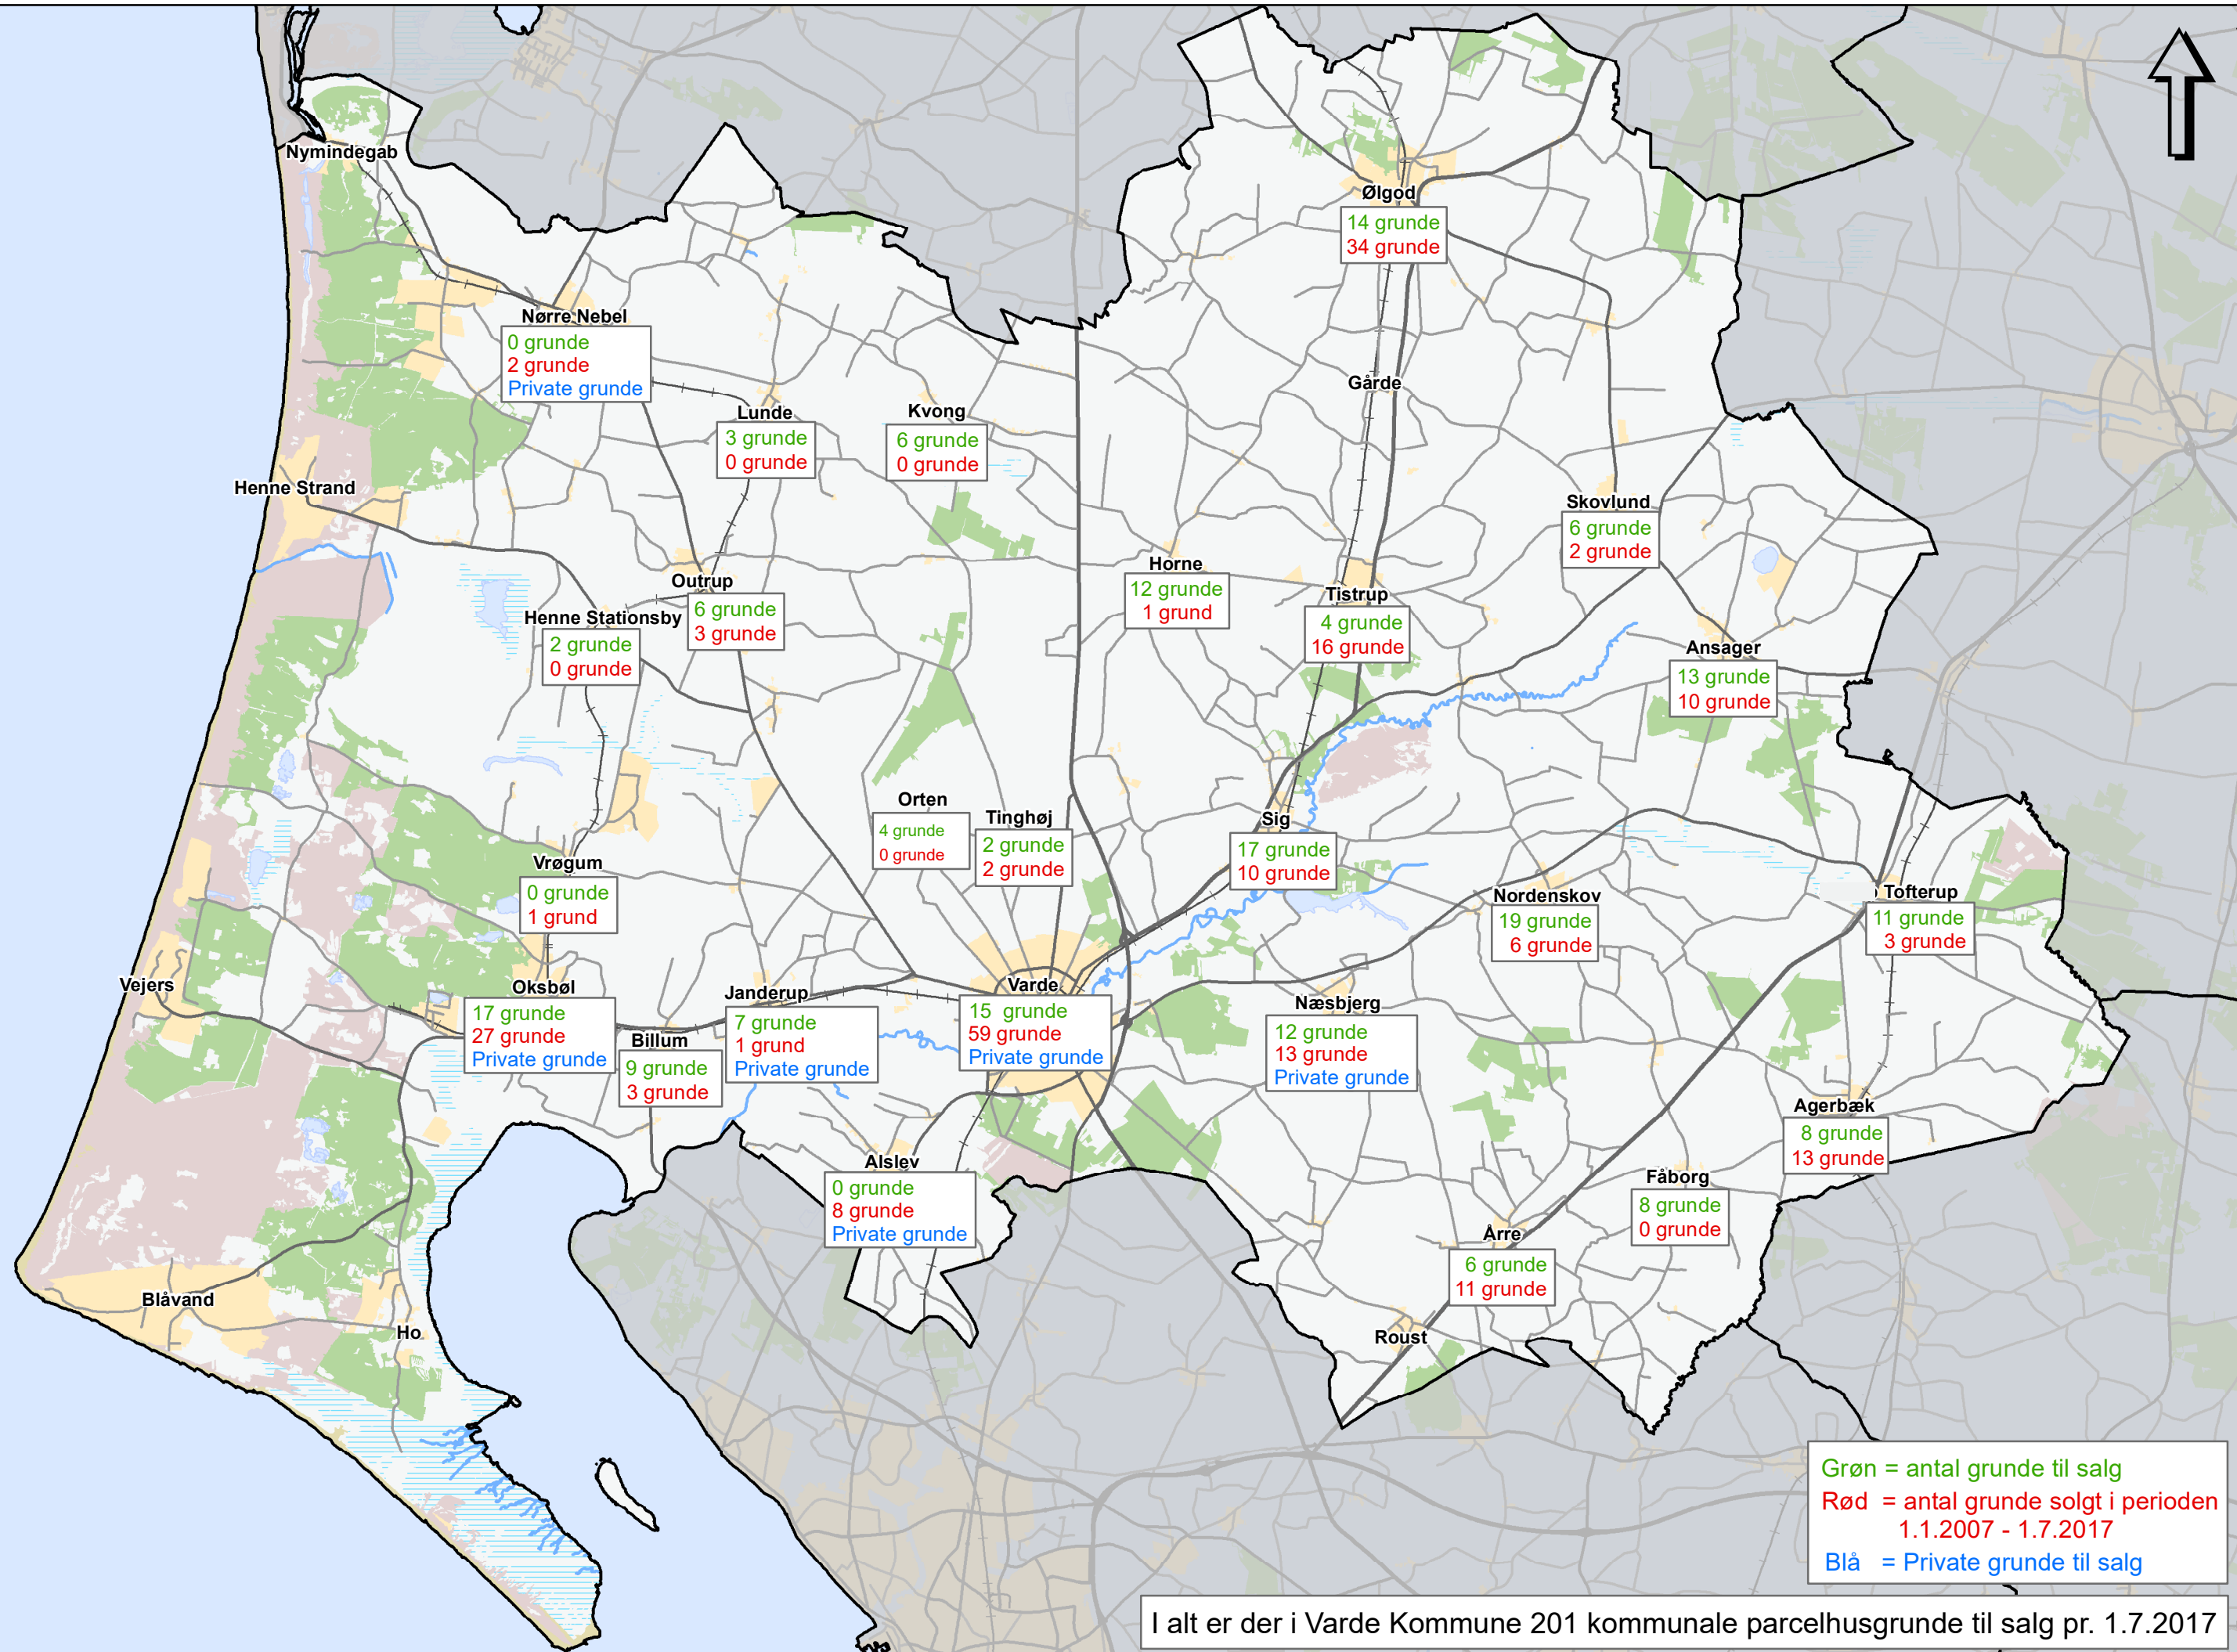 Nymindegab
Ølgod
14 grunde
34 grunde
Nørre Nebel
0 grunde
2 grunde
Private grunde
Gårde
Lunde
3 grunde
0 grunde
Kvong
6 grunde
0 grunde
Henne Strand
Skovlund
6 grunde
2 grunde
Horne
12 grunde
1 grund
Outrup
6 grunde
3 grunde
Tistrup
4 grunde
16 grunde
Henne Stationsby
2 grunde
0 grunde
Ansager
13 grunde
10 grunde
Orten
4 grunde
0 grunde
Tinghøj
2 grunde
2 grunde
Sig
17 grunde
10 grunde
Vrøgum
0 grunde
1 grund
Nordenskov
19 grunde
6 grunde
Tofterup
11 grunde
3 grunde
Vejers
Oksbøl
17 grunde
27 grunde
Private grunde
Janderup
7 grunde
1 grund
Private grunde
Varde
15 grunde
59 grunde
Private grunde
Næsbjerg
12 grunde
13 grunde
Private grunde
Billum
9 grunde
3 grunde
Agerbæk
8 grunde
13 grunde
Alslev
0 grunde
8 grunde
Private grunde
Fåborg
8 grunde
0 grunde
Årre
6 grunde
11 grunde
Blåvand
Ho
Roust
Grøn = antal grunde til salg
Rød = antal grunde solgt i perioden
1.1.2007 - 1.7.2017
Blå = Private grunde til salg
I alt er der i Varde Kommune 201 kommunale parcelhusgrunde til salg pr. 1.7.2017